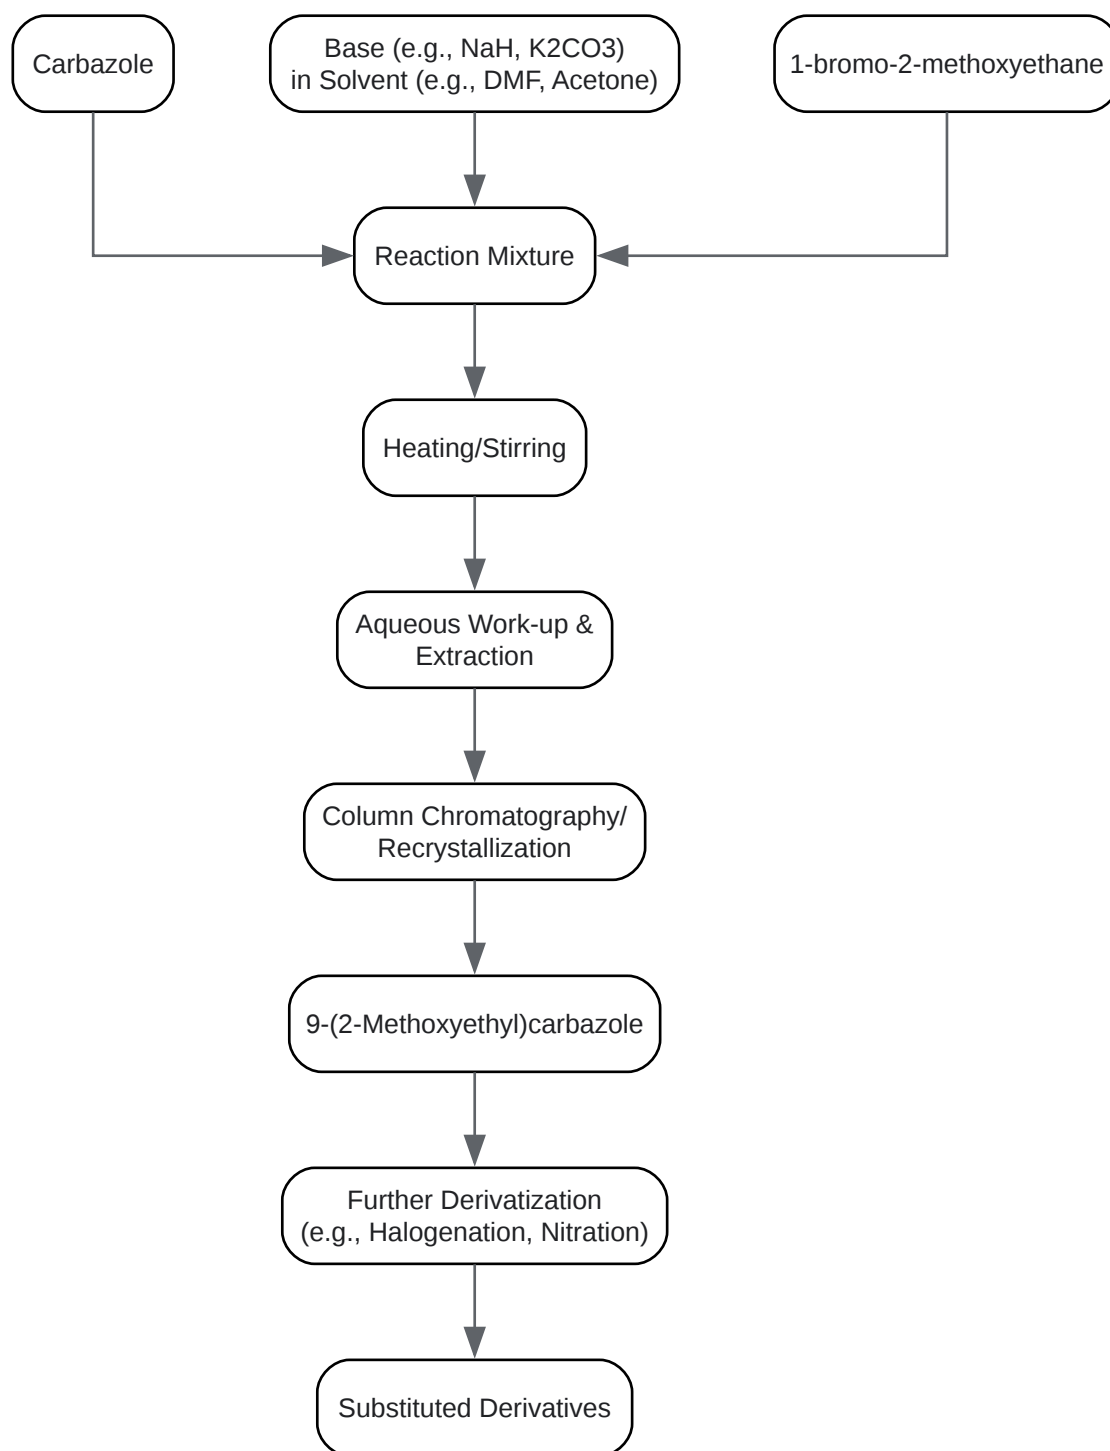 Carbazole
Base (e.g., NaH, K2CO3)
in Solvent (e.g., DMF, Acetone)
1-bromo-2-methoxyethane
Reaction Mixture
Heating/Stirring
Aqueous Work-up &
Extraction
Column Chromatography/
Recrystallization
9-(2-Methoxyethyl)carbazole
Further Derivatization
(e.g., Halogenation, Nitration)
Substituted Derivatives